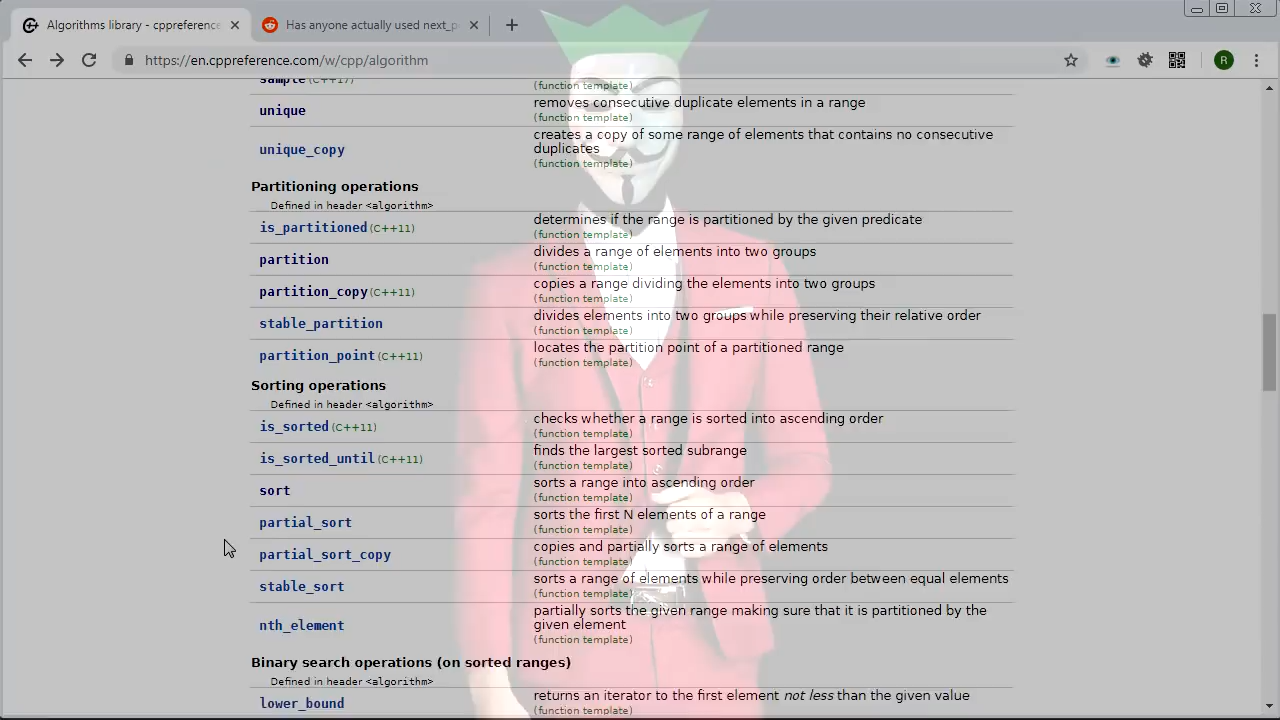 Algorithms library - cppreference
Has anyone actually used next_p
https://en.cppreference.com/w/cpp/algorithm
R
sample (C++17)
(function template)
unique
removes consecutive duplicate elements in a range
(function template)
unique_copy
creates a copy of some range of elements that contains no consecutive
duplicates
(function template)
Partitioning operations
Defined in header <algorithm>
is_partitioned (C++11)
determines if the range is partitioned by the given predicate
(function template)
partition
divides a range of elements into two groups
(function template)
partition_copy (C++11)
copies a range dividing the elements into two groups
(function template)
stable_partition
divides elements into two groups while preserving their relative order
(function template)
partition_point (C++11)
locates the partition point of a partitioned range
(function template)
Sorting operations
Defined in header <algorithm>
is_sorted (C++11)
checks whether a range is sorted into ascending order
(function template)
is_sorted_until (C++11)
finds the largest sorted subrange
(function template)
sort
sorts a range into ascending order
(function template)
partial_sort
sorts the first N elements of a range
(function template)
partial_sort_copy
copies and partially sorts a range of elements
(function template)
stable_sort
sorts a range of elements while preserving order between equal elements
(function template)
nth_element
partially sorts the given range making sure that it is partitioned by the
given element
(function template)
Binary search operations (on sorted ranges)
Defined in header <algorithm>
lower_bound
returns an iterator to the first element not less than the given value
(function template)